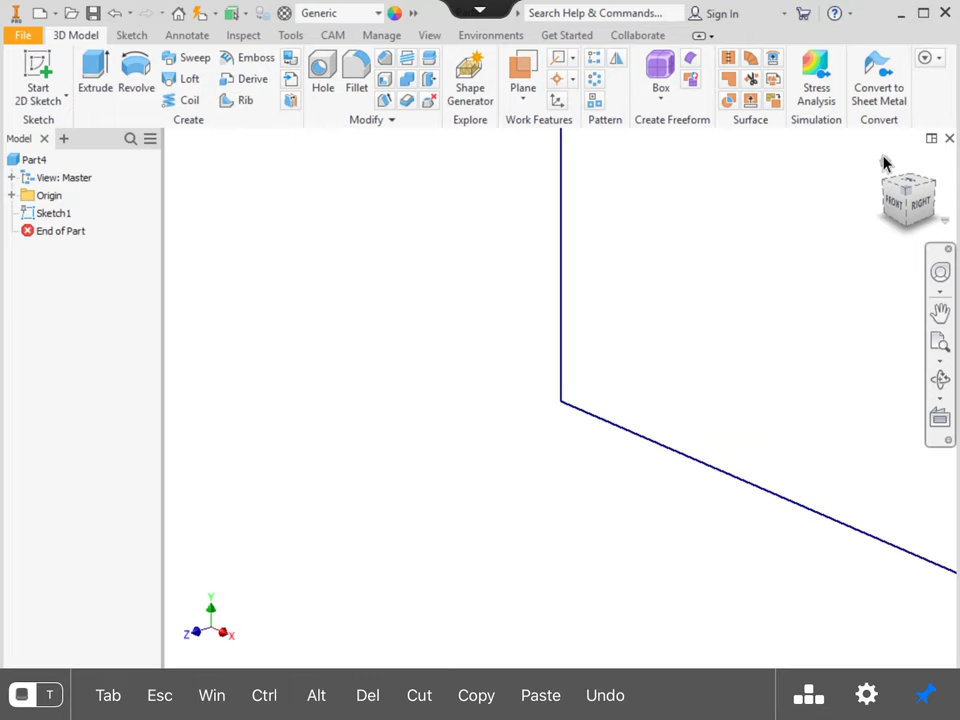 PRO
Generic
Search Help & Commands...
Sign In
File
3D Model
Sketch
Annotate
Inspect
Tools
CAM
Manage
View
Environments
Get Started
Collaborate
Start
2D Sketch
Extrude
Revolve
Sweep
Loft
Coil
Emboss
Derive
Rib
Hole
Fillet
Shape
Generator
Plane
Box
Stress
Analysis
Convert to
Sheet Metal
Sketch
Create
Modify
Explore
Work Features
Pattern
Create Freeform
Surface
Simulation
Convert
Model
Part4
View: Master
Origin
Sketch1
End of Part
FRONT
RIGHT
Y
Z
X
T
Tab
Esc
Win
Ctrl
Alt
Del
Cut
Copy
Paste
Undo